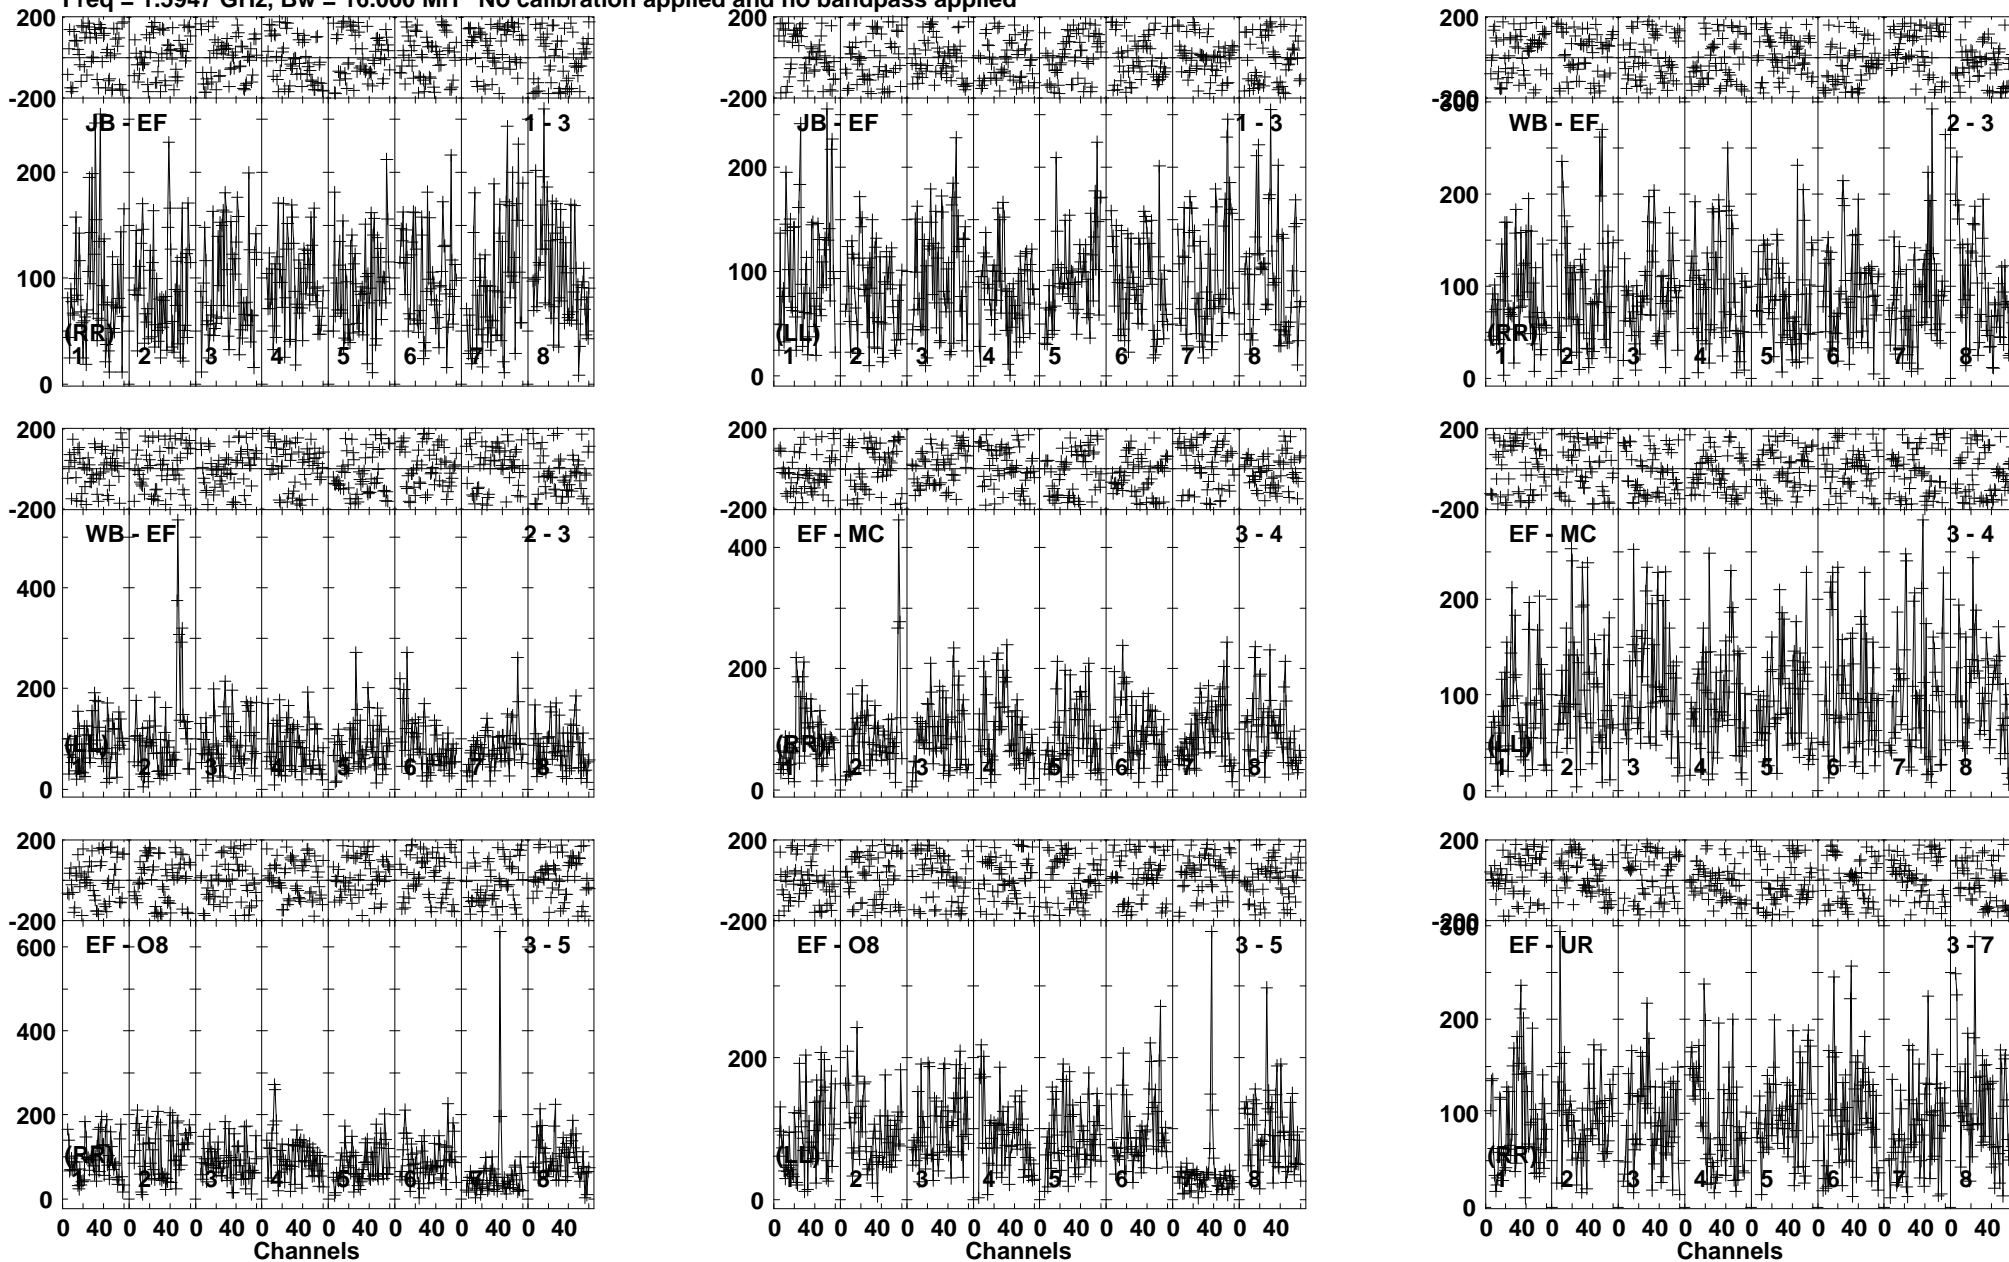 Freq = 1.5947 GHz, Bw = 16.000 MH No calibration applied and no bandpass applied
200 200 200
-200 -200 -200
300
JB - EF 1 - 3 JB - EF 1 - 3 WB - EF 2 - 3
200 200 200
100 100 100
(RR) (LL) (RR)
1 2 3 4 5 6 7 8 1 2 3 4 5 6 7 8 1 2 3 4 5 6 7 8
0 0 0
200 200 200
-200 -200 -200
WB - EF 2 - 3 EF - MC 3 - 4 EF - MC 3 - 4
400 400 200
200 200 100
(LL) (RR) (LL)
1 2 3 4 5 6 7 8 1 2 3 4 5 6 7 8 1 2 3 4 5 6 7 8
0 0 0
200 200 200
-200 -200 -200
600 300
EF - O8 3 - 5 EF - O8 3 - 5 EF - UR 3 - 7
400 200 200
200 100
(RR) (LL) (RR)
1 2 3 4 5 6 7 8 1 2 3 4 5 6 7 8 1 2 3 4 5 6 7 8
0 0 0
0 40 0 40 0 40 0 40 0 40 0 40 0 40 0 40 0 40 0 40 0 40 0 40 0 40 0 40 0 40 0 40 0 40 0 40 0 40 0 40 0 40 0 40 0 40 0 40
Channels Channels Channels